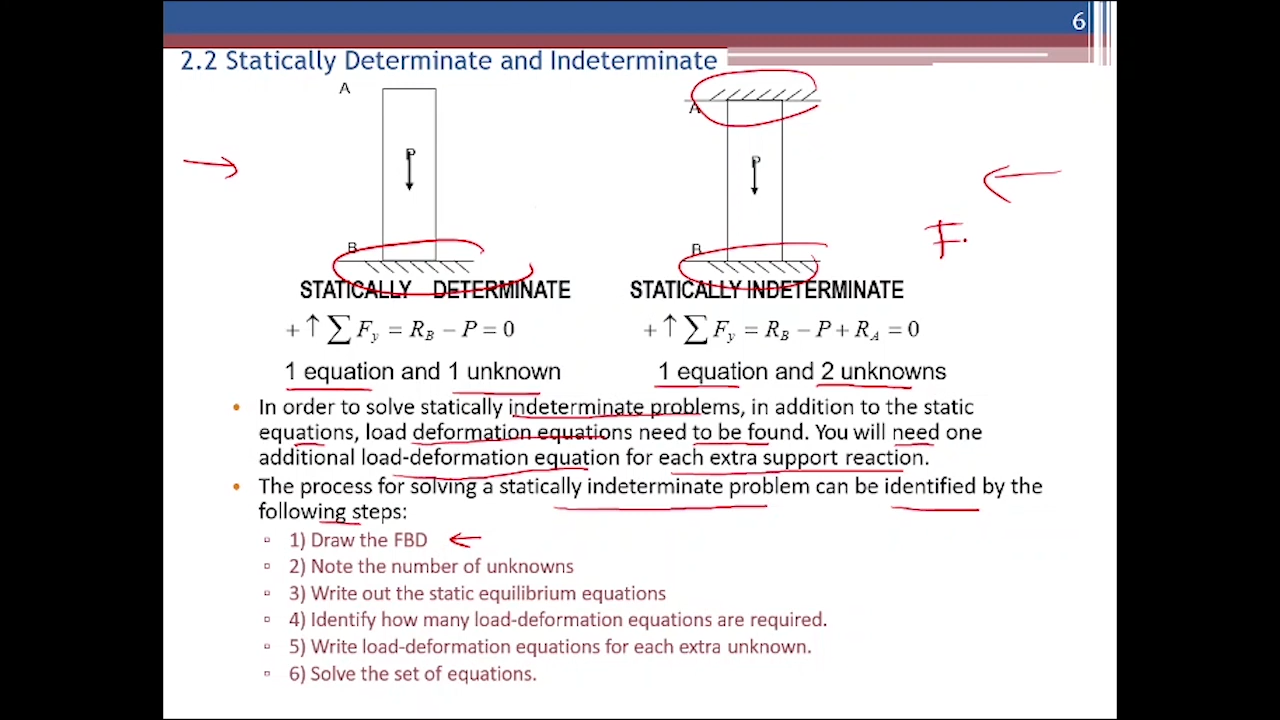 6
2.2 Statically Determinate and Indeterminate
A
A
P
P
B
B
F.
STATICALLY DETERMINATE
STATICALLY INDETERMINATE
+↑∑F_y = R_B − P = 0
+↑∑F_y = R_B − P + R_A = 0
1 equation and 1 unknown
1 equation and 2 unknowns
• In order to solve statically indeterminate problems, in addition to the static
equations, load deformation equations need to be found. You will need one
additional load-deformation equation for each extra support reaction.
• The process for solving a statically indeterminate problem can be identified by the
following steps:
▫ 1) Draw the FBD
▫ 2) Note the number of unknowns
▫ 3) Write out the static equilibrium equations
▫ 4) Identify how many load-deformation equations are required.
▫ 5) Write load-deformation equations for each extra unknown.
▫ 6) Solve the set of equations.